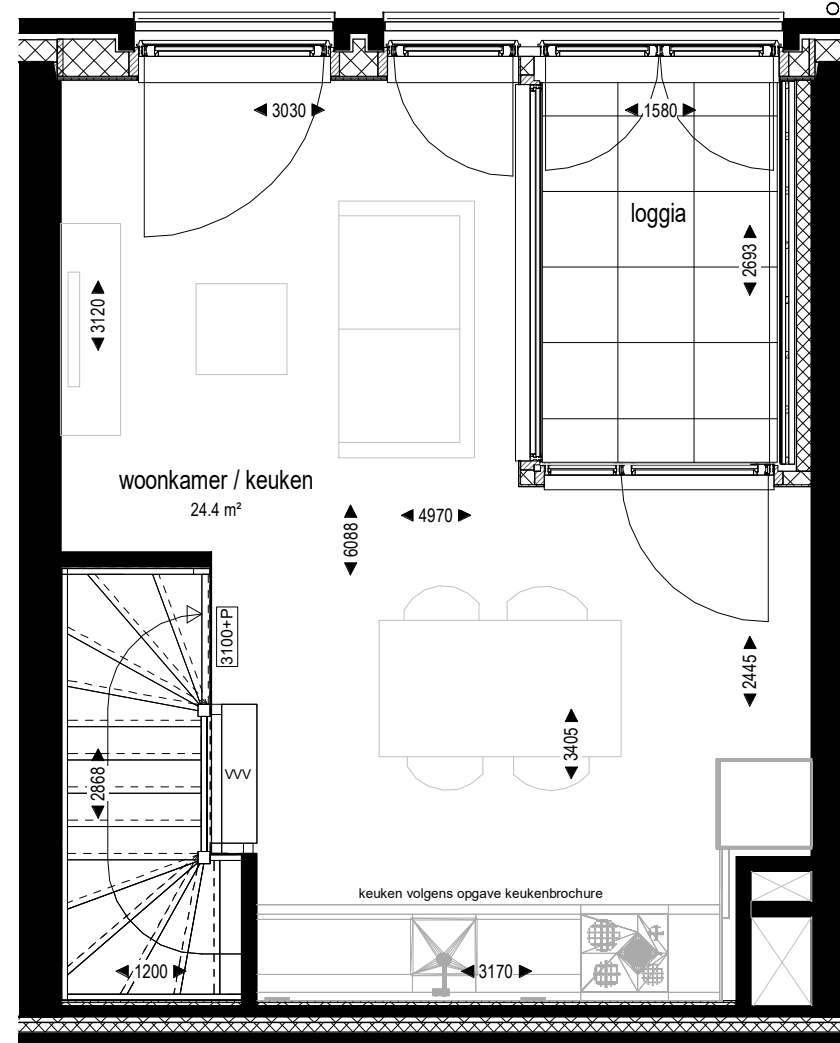 3030
1580
loggia
2693
3120
woonkamer / keuken
24.4 m²
6088
4970
3100+P
2445
3405
VVV
2868
keuken volgens opgave keukenbrochure
1200
3170